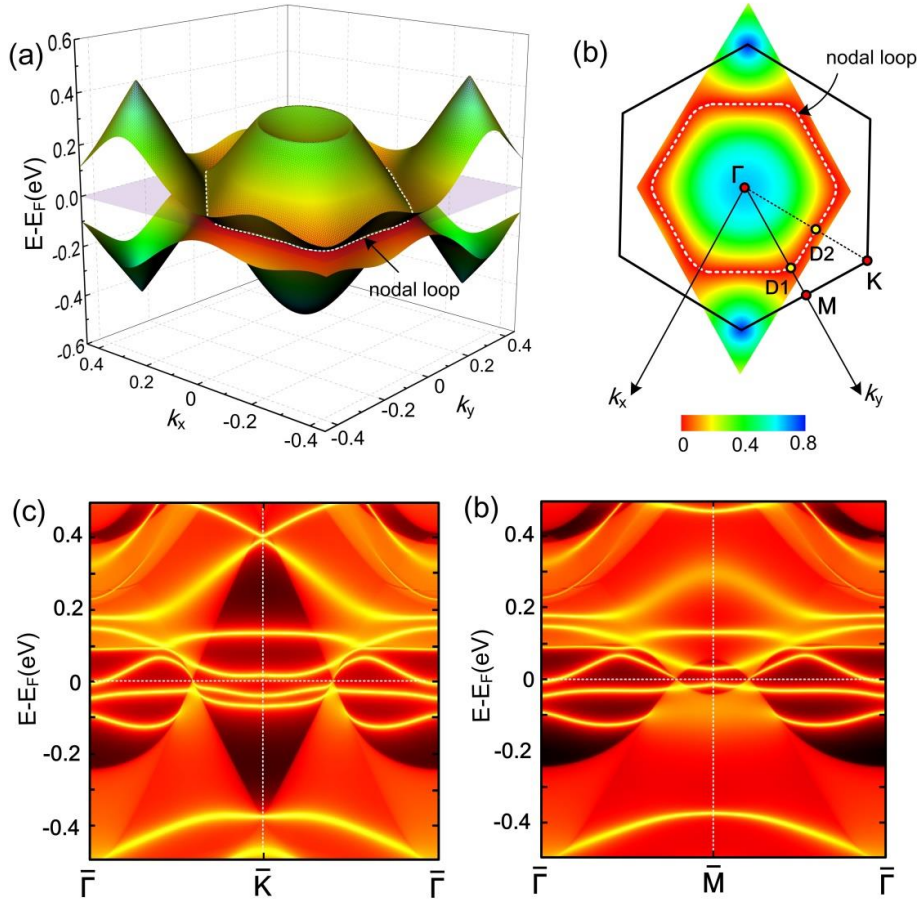 (a)
0.6
0.4
0.2
0.0
-0.2
-0.4
-0.6
E-E_F(eV)
nodal loop
0.4
0.2
0
-0.2
-0.4
k_x
-0.4
-0.2
0
0.2
0.4
k_y
(b)
nodal loop
Γ
D2
D1
K
M
k_x
k_y
0 0.4 0.8
(c)
0.4
0.2
0
-0.2
-0.4
E-E_F(eV)
Γ̅ K̅ Γ̅
(b)
0.4
0.2
0
-0.2
-0.4
E-E_F(eV)
Γ̅ M̅ Γ̅